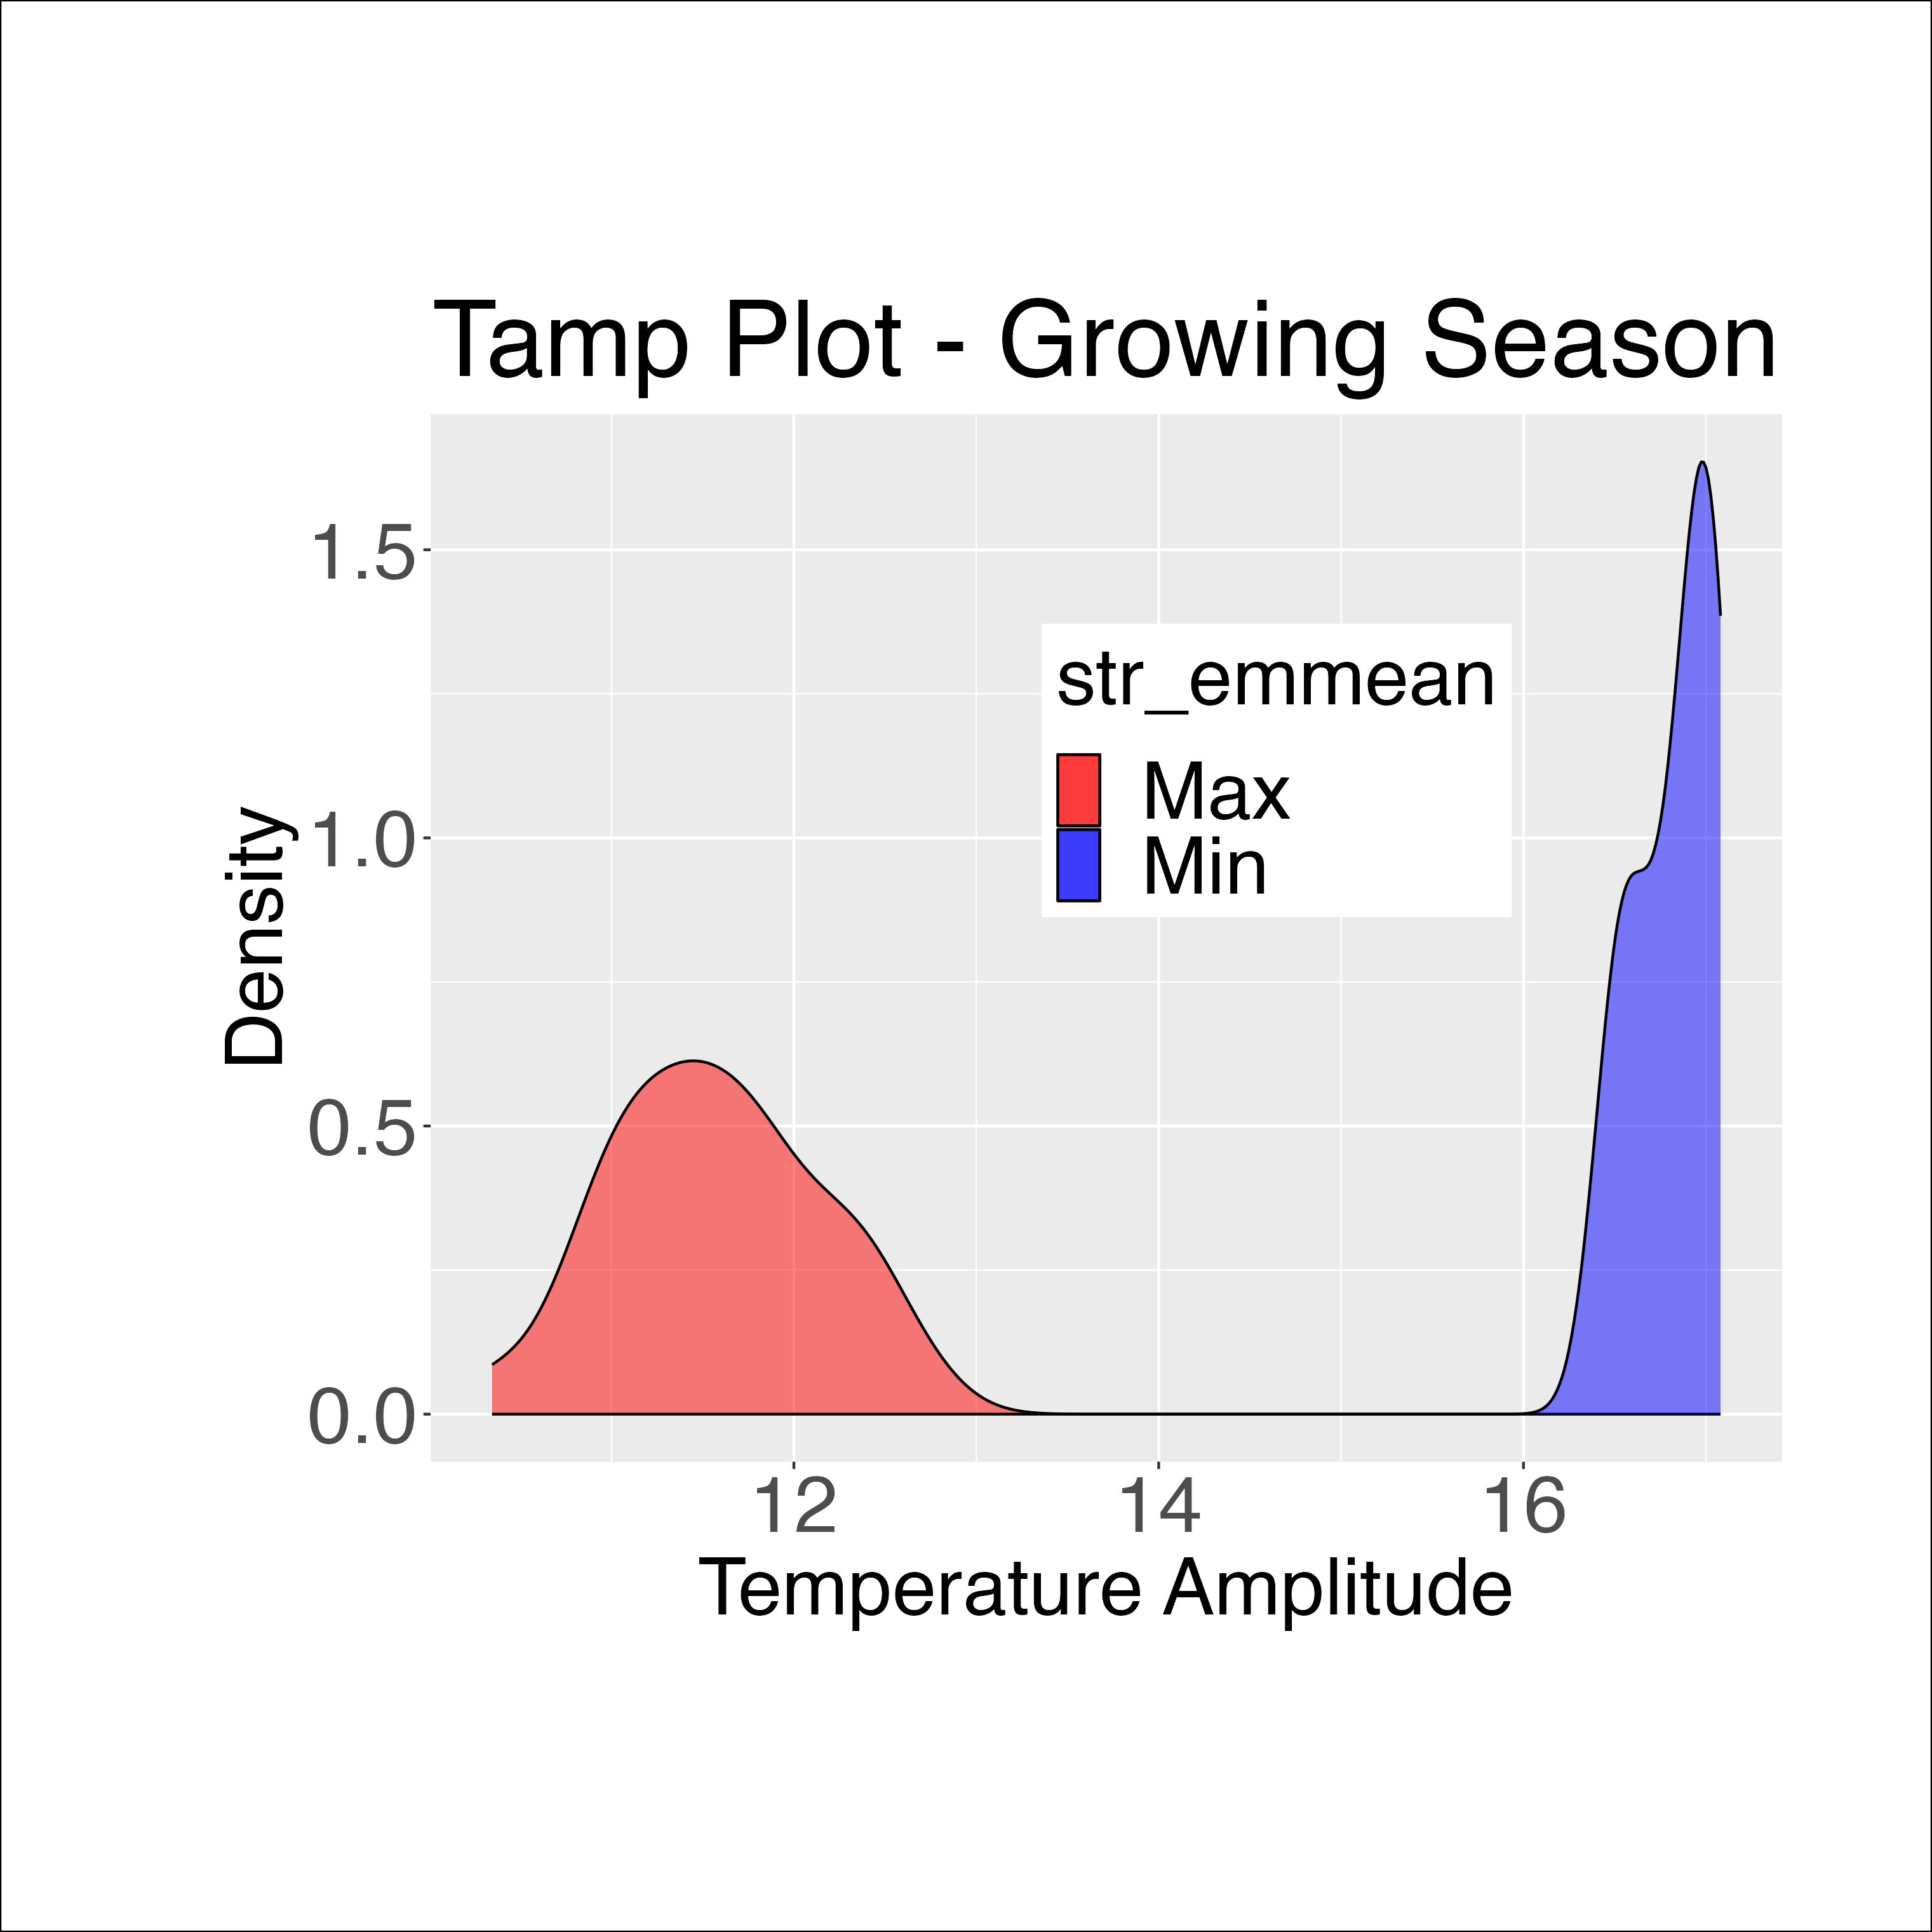 Tamp Plot - Growing Season
1.5
1.0
0.5
0.0
Density
str_emmean
Max
Min
12 14 16
Temperature Amplitude